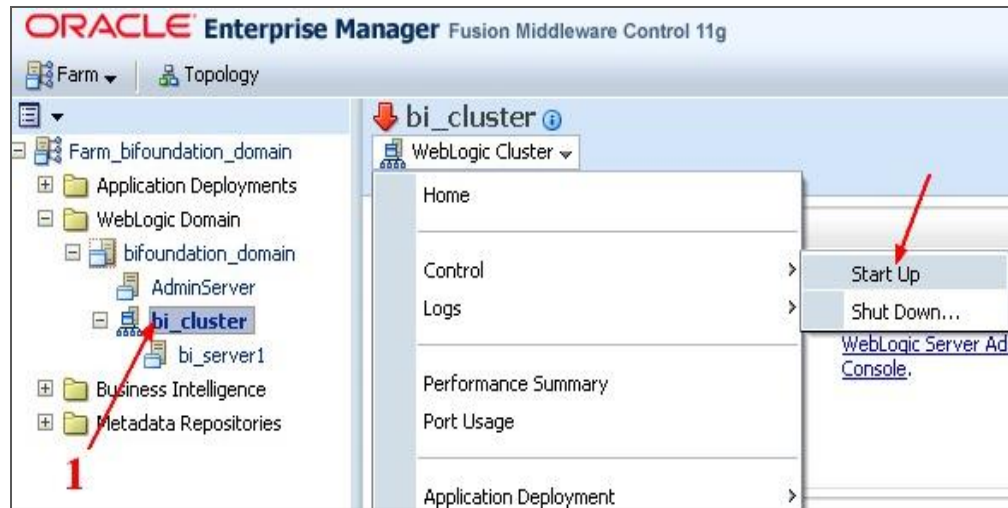 ORACLE Enterprise Manager Fusion Middleware Control 11g
Farm Topology
bi_cluster
WebLogic Cluster
Farm_bifoundation_domain
Application Deployments
WebLogic Domain
bifoundation_domain
AdminServer
bi_cluster
bi_server1
Business Intelligence
Metadata Repositories
1
Home
Control
Logs
Performance Summary
Port Usage
Application Deployment
Start Up
Shut Down...
WebLogic Server Ad
Console.